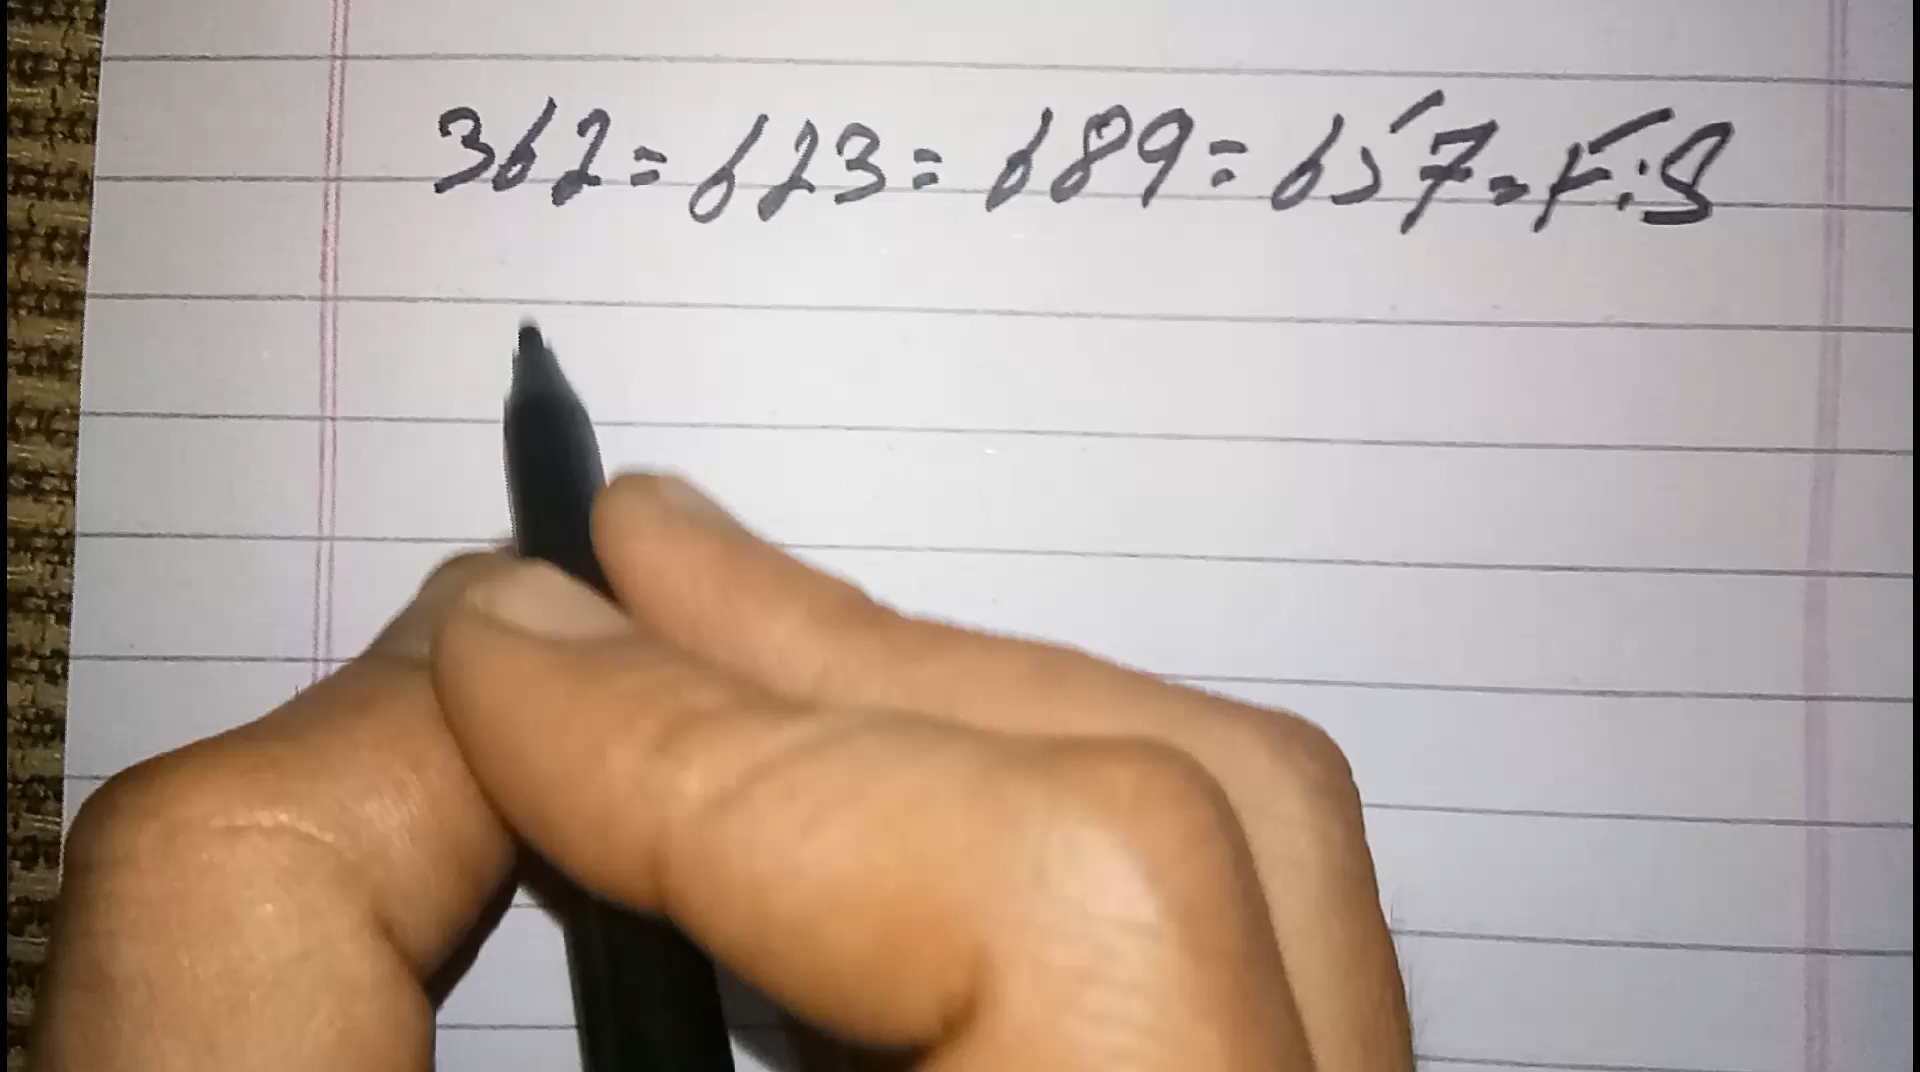 362 = 623 = 689 = 657 = F.S